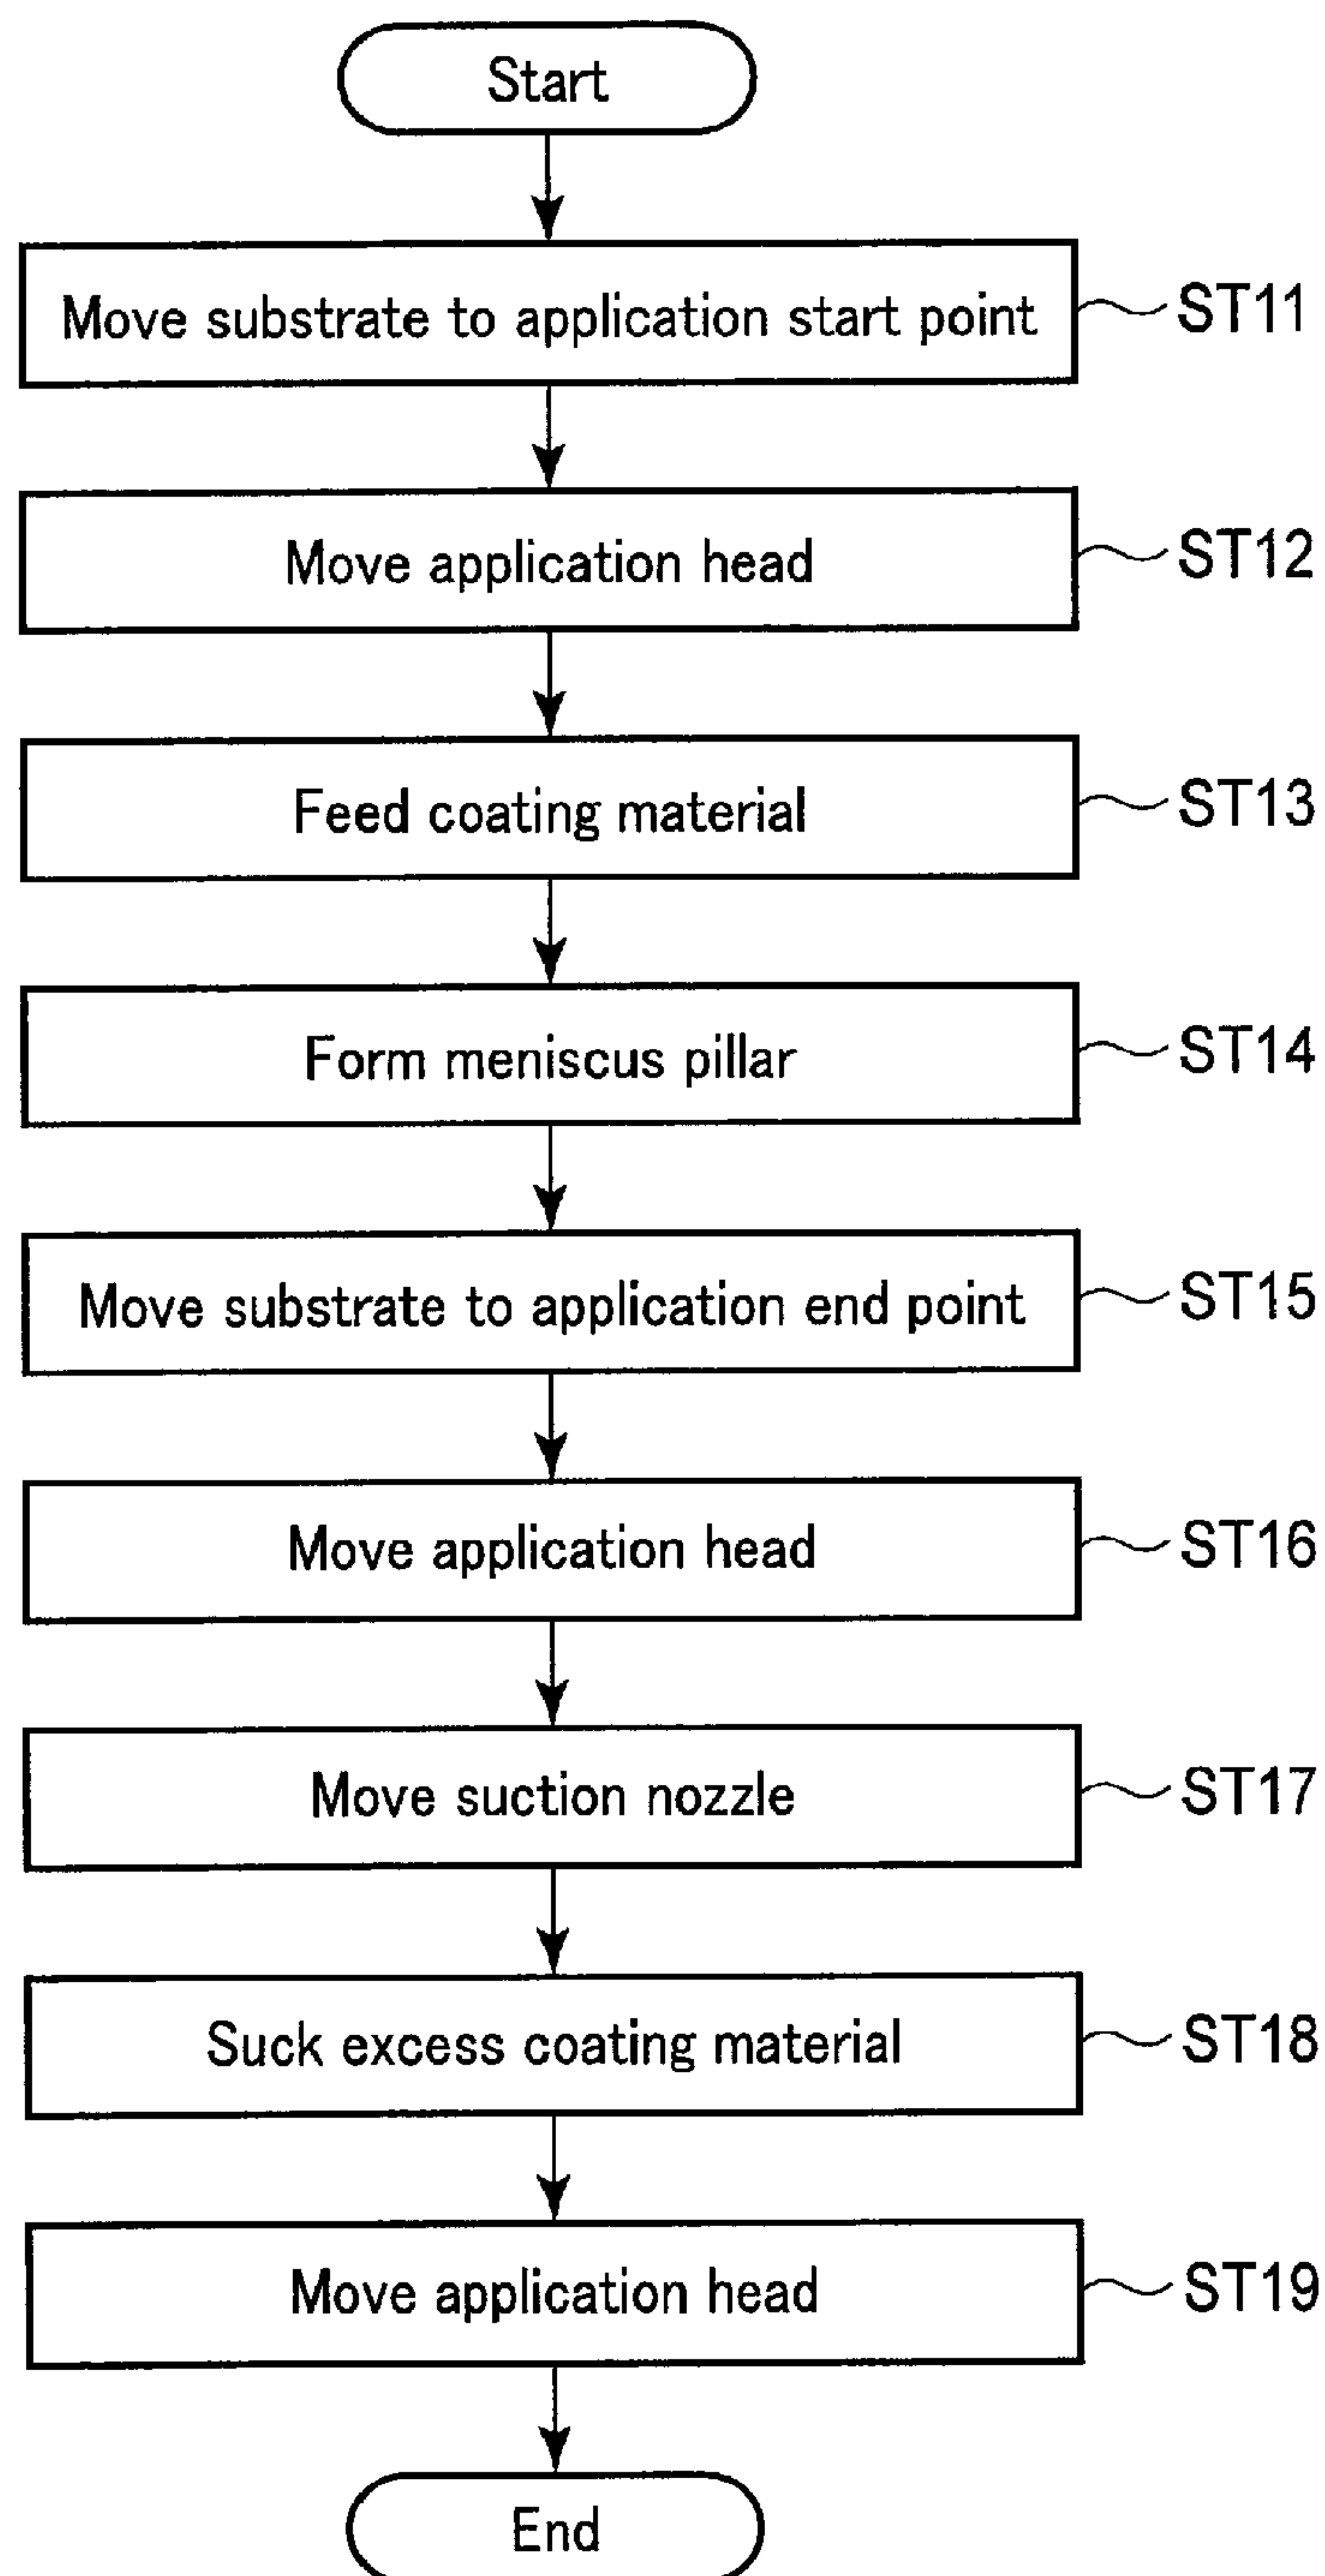 Start
Move substrate to application start point ST11
Move application head ST12
Feed coating material ST13
Form meniscus pillar ST14
Move substrate to application end point ST15
Move application head ST16
Move suction nozzle ST17
Suck excess coating material ST18
Move application head ST19
End